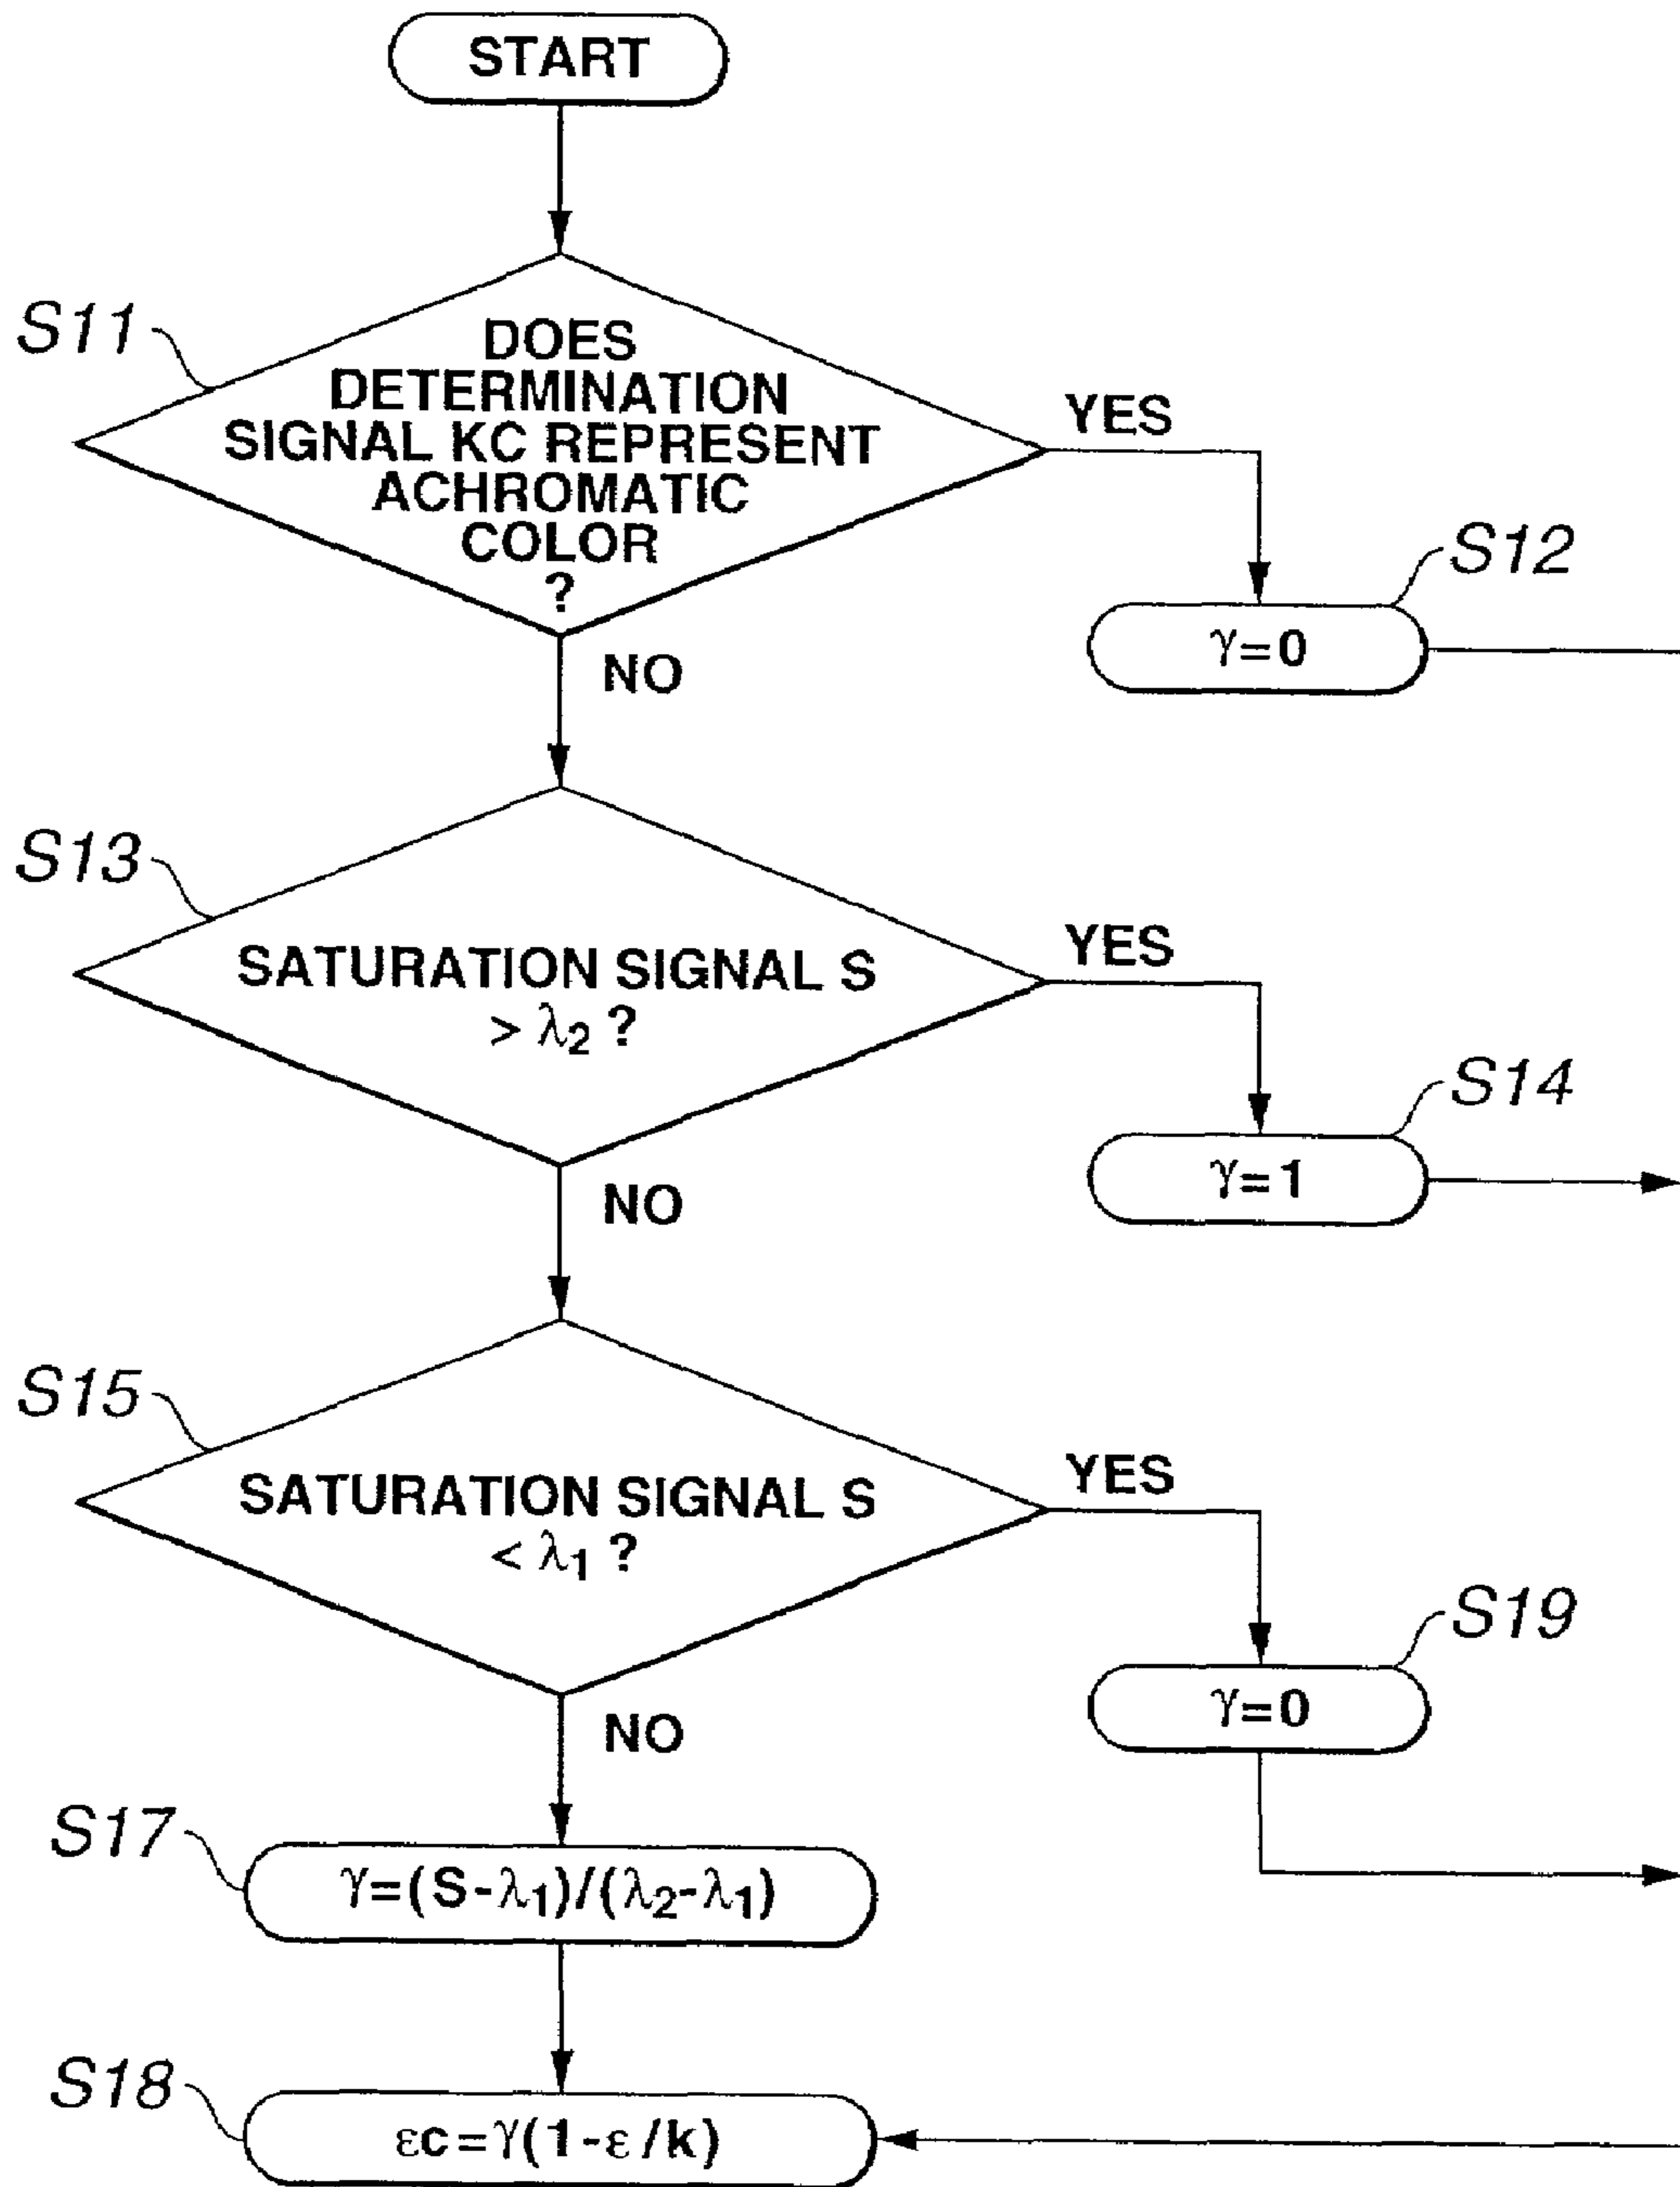 START
S11
DOES
DETERMINATION
SIGNAL KC REPRESENT
ACHROMATIC
COLOR
?
YES
S12
γ=0
NO
S13
SATURATION SIGNAL S
> λ2 ?
YES
S14
γ=1
NO
S15
SATURATION SIGNAL S
< λ1 ?
YES
S19
γ=0
NO
S17
γ=(S-λ1)/(λ2-λ1)
S18
εc=γ(1-ε/k)